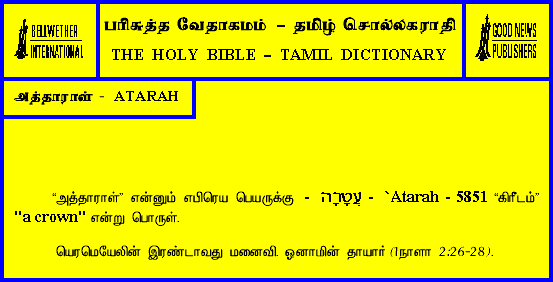 BELLWETHER
INTERNATIONAL
பரிசுத்த வேதாகமம் – தமிழ் சொல்லகராதி
THE HOLY BIBLE – TAMIL DICTIONARY
GOOD NEWS
PUBLISHERS
அத்தாராள் - ATARAH
“அத்தாராள்” என்னும் எபிரெய பெயருக்கு - עֲטָרָה - `Atarah - 5851 “கிரீடம்”
"a crown" என்று பொருள்.
யெரமெயேலின் இரண்டாவது மனைவி. ஓனாமின் தாயார் (1நாளா 2:26-28).